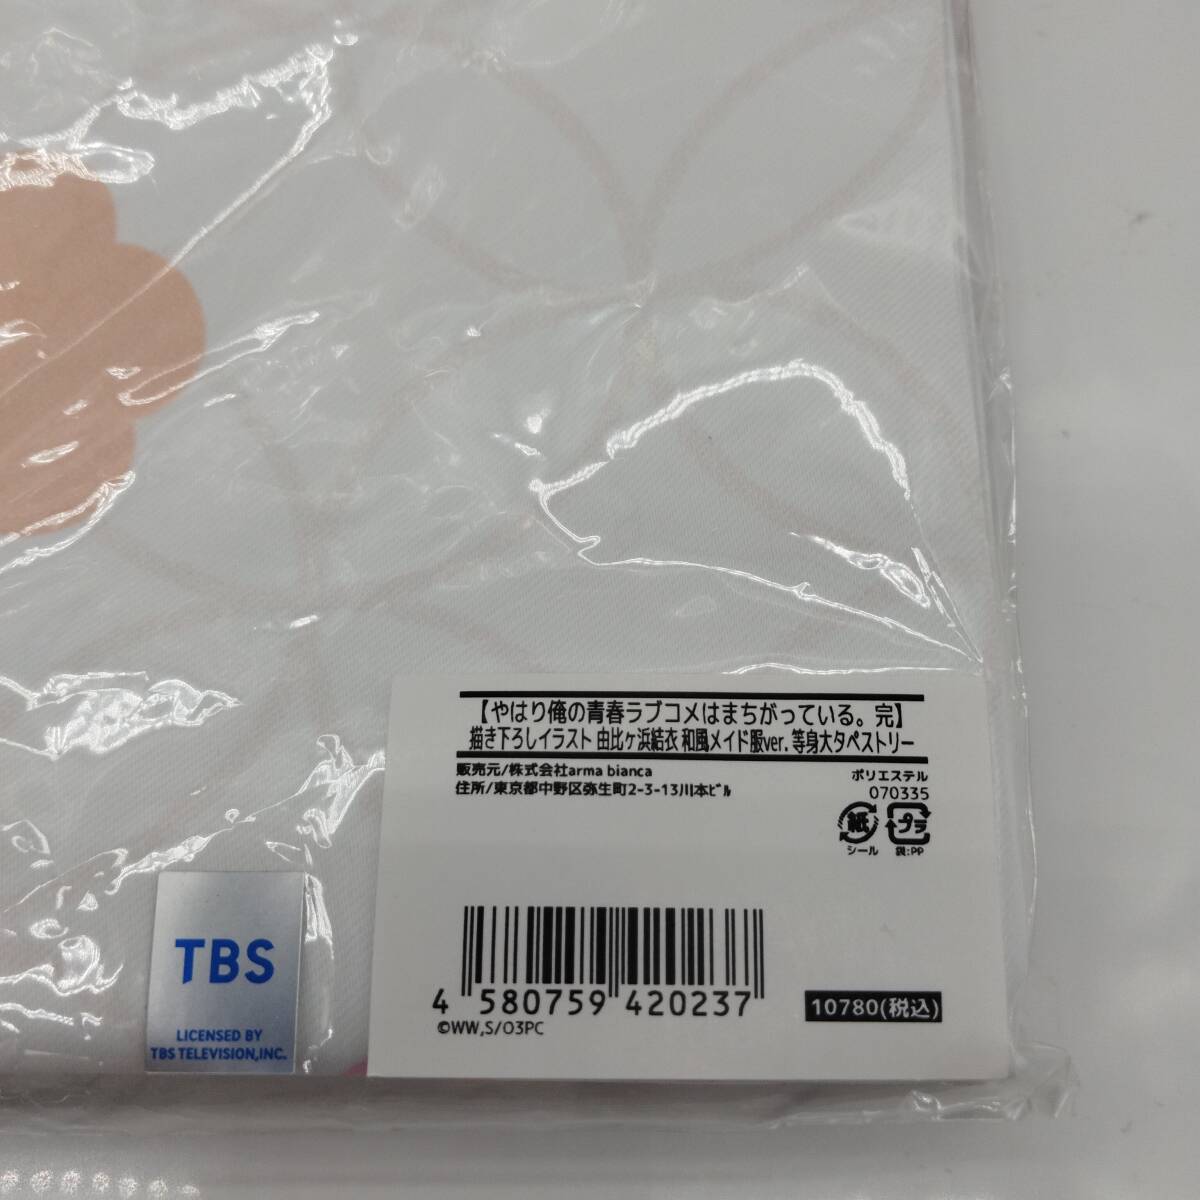 【やはり俺の青春ラブコメはまちがっている。完】
描き下ろしイラスト 由比ヶ浜結衣 和風メイド服ver. 等身大タペストリー
販売元/株式会社arma bianca
住所/東京都中野区弥生町2-3-13川本ビル
ポリエステル
070335
紙
プラ
シール
袋:PP
4 580759 420237
10780(税込)
©WW,S/O3PC
TBS
LICENSED BY
TBS TELEVISION,INC.